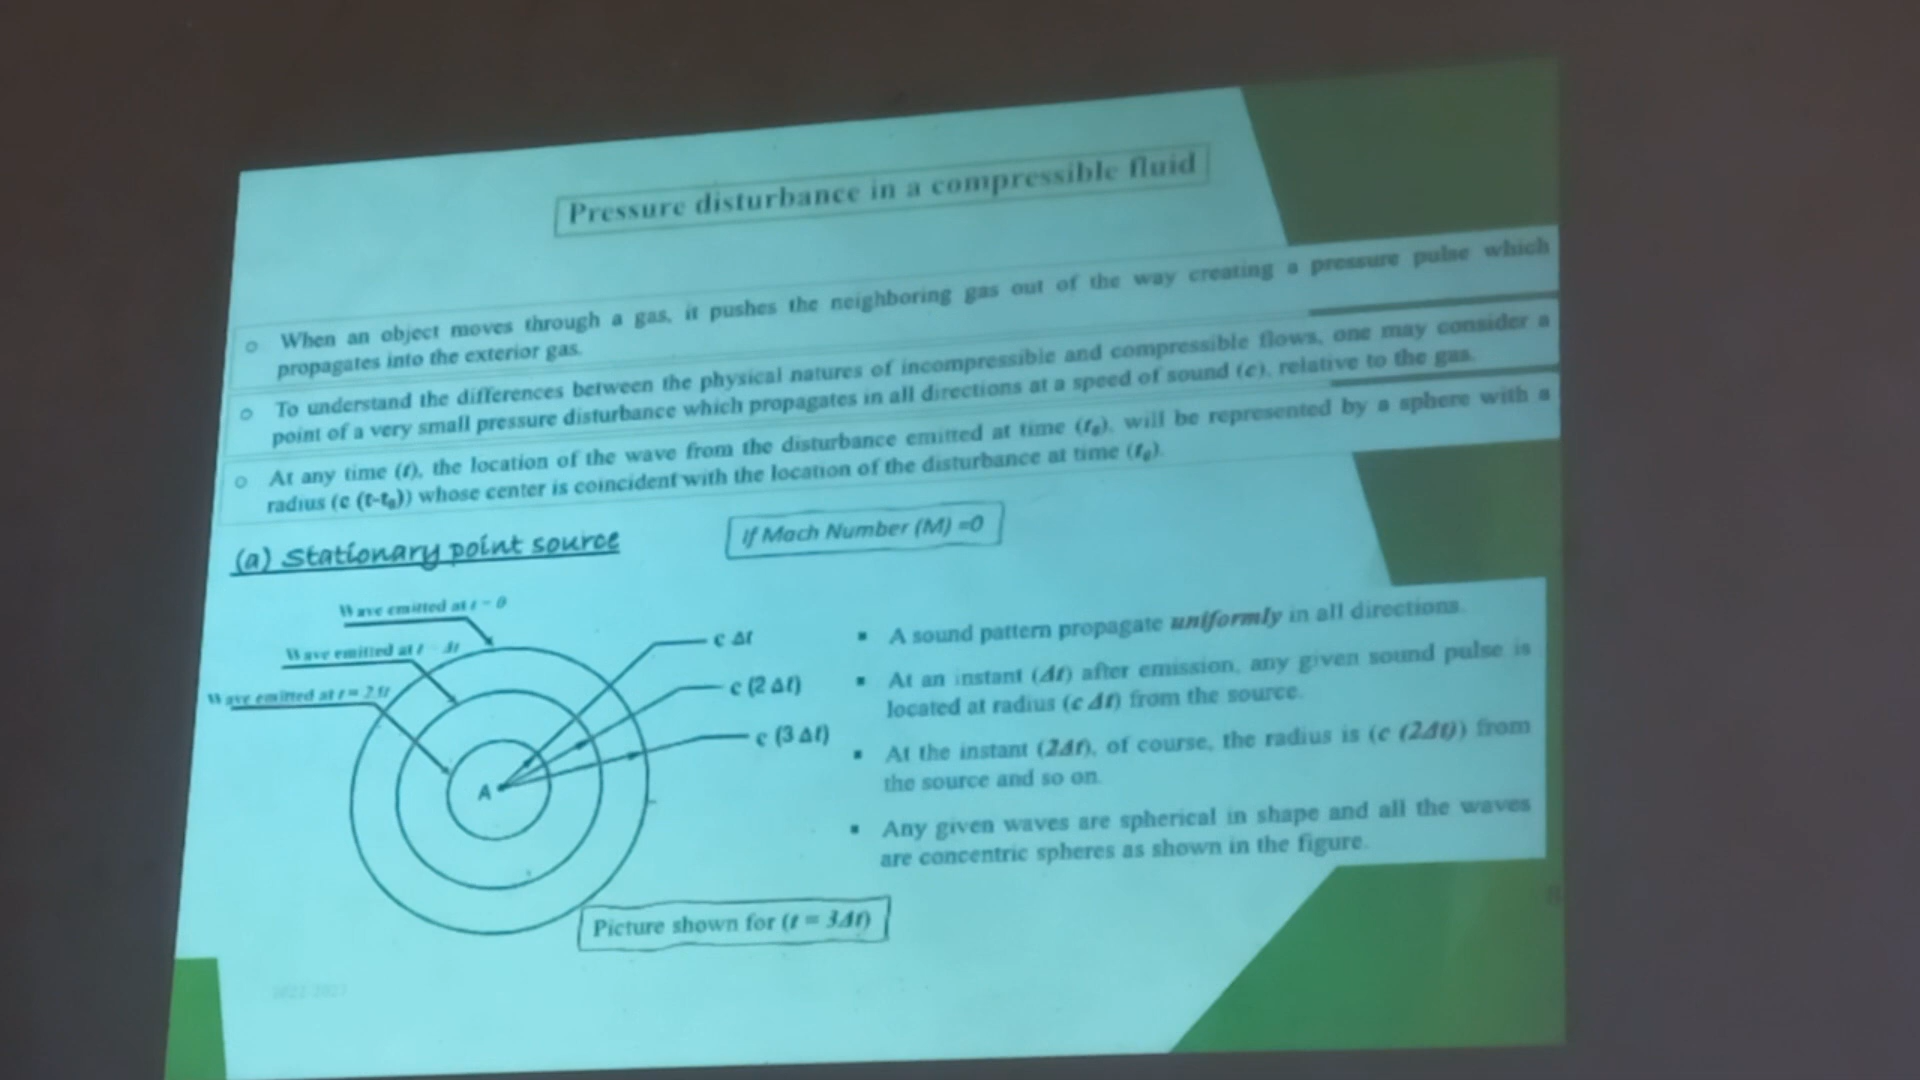 Pressure disturbance in a compressible fluid
o When an object moves through a gas, it pushes the neighboring gas out of the way creating a pressure pulse which
propagates into the exterior gas.
o To understand the differences between the physical natures of incompressible and compressible flows, one may consider a
point of a very small pressure disturbance which propagates in all directions at a speed of sound (c), relative to the gas.
o At any time (t), the location of the wave from the disturbance emitted at time (t₀), will be represented by a sphere with a
radius (c (t-t₀)) whose center is coincident with the location of the disturbance at time (t₀).
(a) Stationary point source
If Mach Number (M) =0
Wave emitted at t = 0
Wave emitted at t Δt
Wave emitted at t = 2Δt
c Δt
c (2 Δt)
c (3 Δt)
A
▪ A sound pattern propagate uniformly in all directions.
▪ At an instant (Δt) after emission, any given sound pulse is
located at radius (c Δt) from the source.
▪ At the instant (2Δt), of course, the radius is (c (2Δt)) from
the source and so on.
▪ Any given waves are spherical in shape and all the waves
are concentric spheres as shown in the figure.
Picture shown for (t = 3Δt)